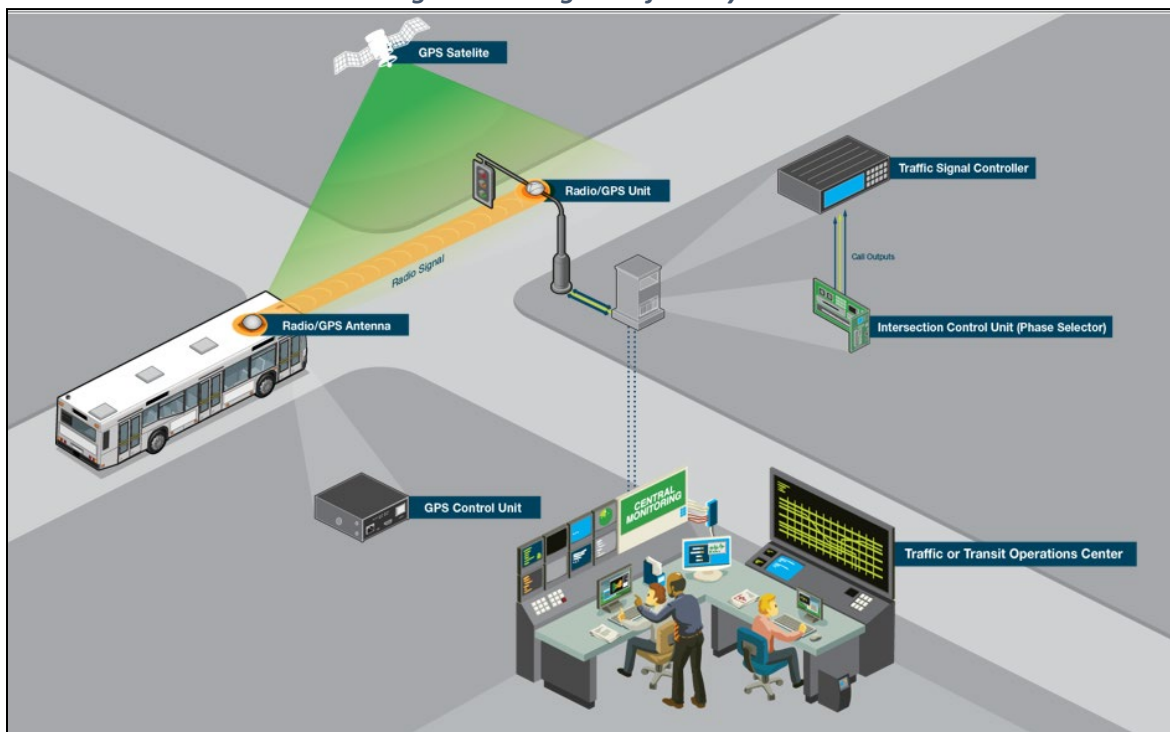 GPS Satelite
Traffic Signal Controller
Radio/GPS Unit
Radio Signal
Call Outputs
Radio/GPS Antenna
Intersection Control Unit (Phase Selector)
GPS Control Unit
CENTRAL
MONITORING
Traffic or Transit Operations Center